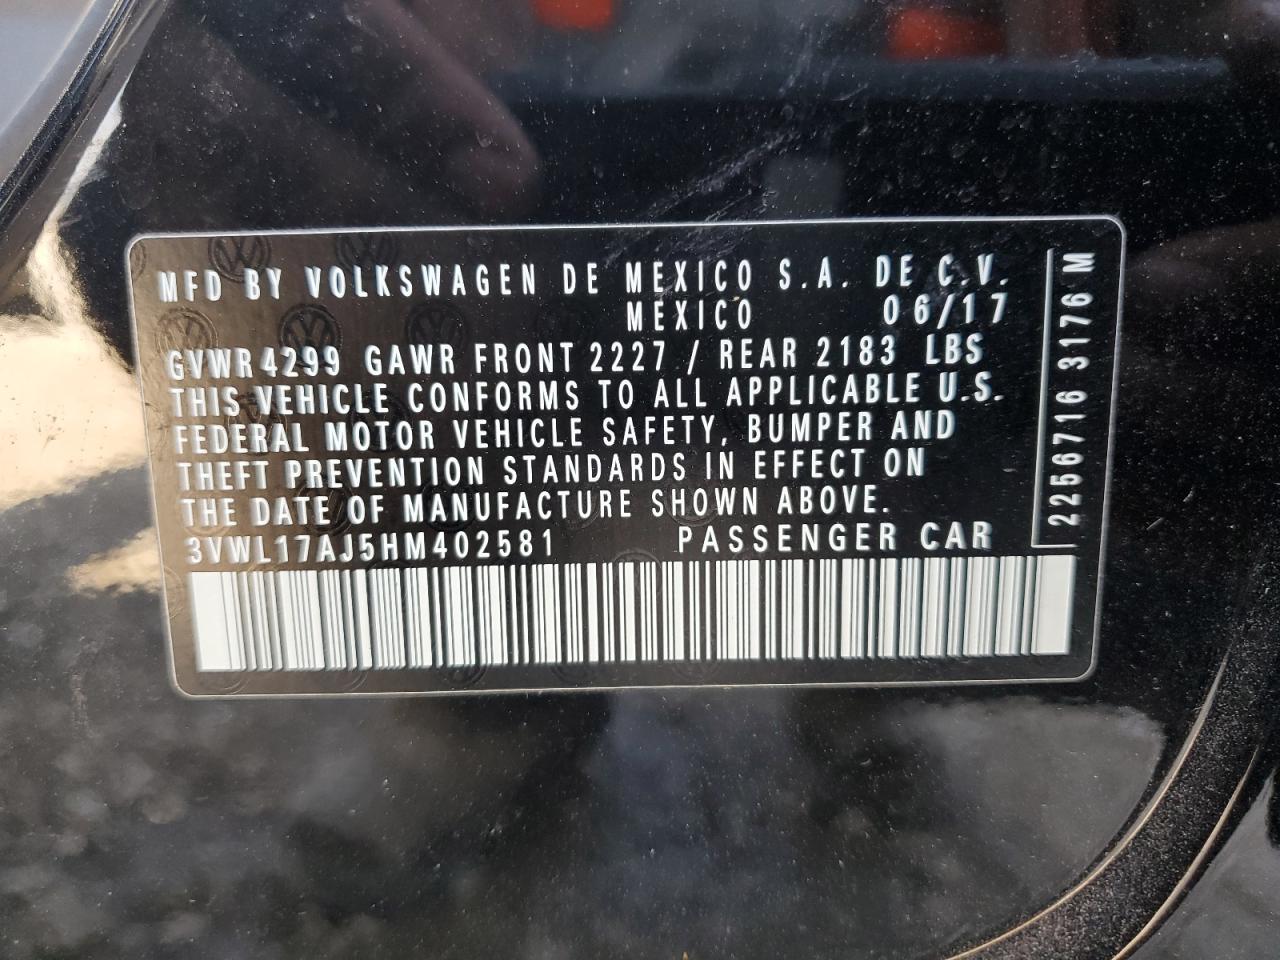 MFD BY VOLKSWAGEN DE MEXICO S.A. DE C.V.
MEXICO 06/17
GVWR 4299 GAWR FRONT 2227 / REAR 2183 LBS
THIS VEHICLE CONFORMS TO ALL APPLICABLE U.S.
FEDERAL MOTOR VEHICLE SAFETY, BUMPER AND
THEFT PREVENTION STANDARDS IN EFFECT ON
THE DATE OF MANUFACTURE SHOWN ABOVE.
3VWL17AJ5HM402581 PASSENGER CAR
2256716 3176 M